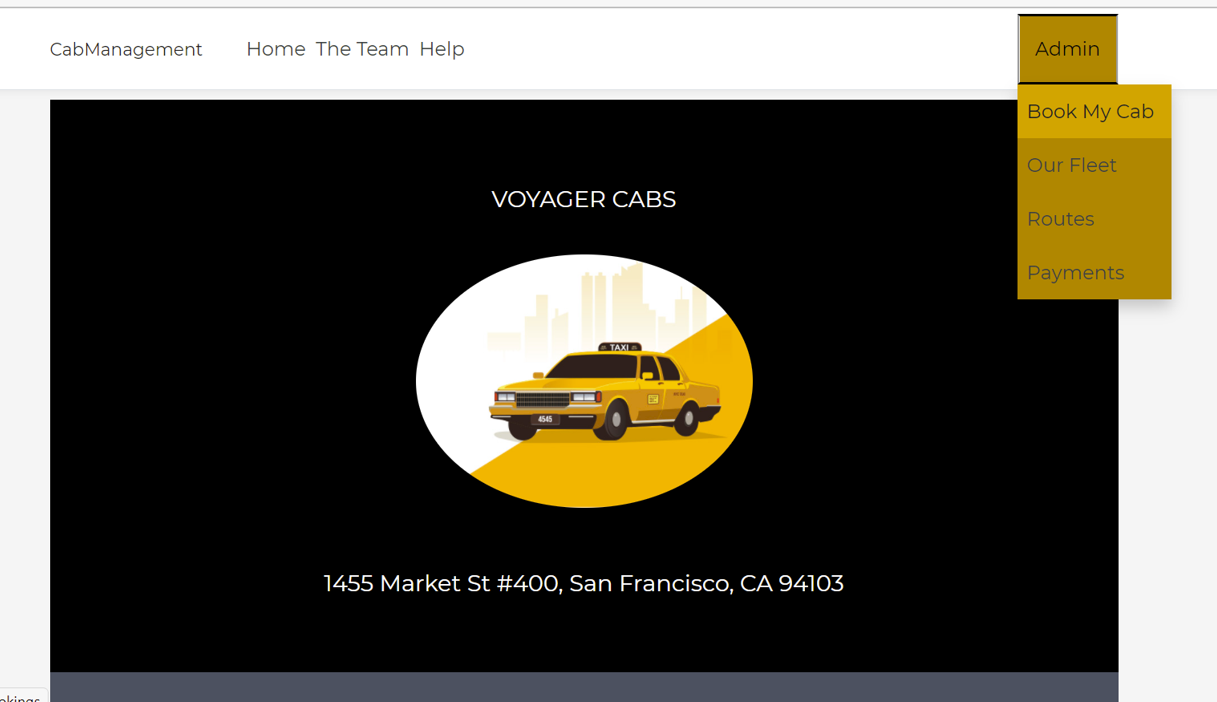 CabManagement Home The Team Help Admin
Book My Cab
Our Fleet
Routes
Payments
VOYAGER CABS
TAXI
4545
1455 Market St #400, San Francisco, CA 94103